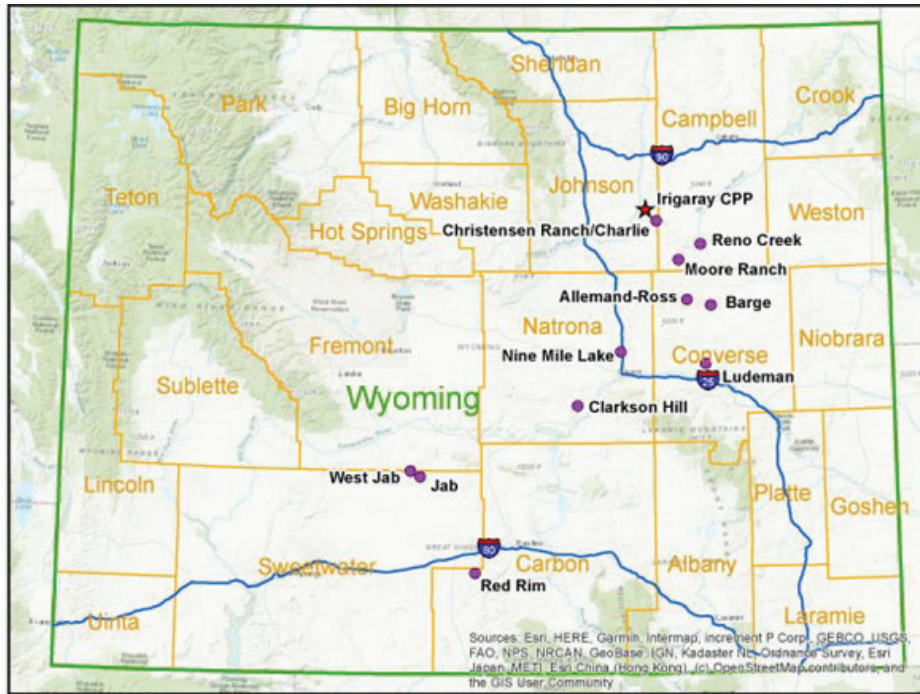 Sheridan
Park
Big Horn
Crook
Campbell
90
Johnson
Teton
Washakie
Irigaray CPP
Weston
Hot Springs
Christensen Ranch/Charlie
Reno Creek
Moore Ranch
Allemand-Ross
Barge
Natrona
Niobrara
Fremont
Nine Mile Lake
Converse
Sublette
25
Ludeman
Wyoming
Clarkson Hill
West Jab
Jab
Lincoln
Platte
Goshen
80
Sweetwater
Carbon
Albany
Red Rim
Uinta
Laramie
Sources: Esri, HERE, Garmin, Intermap, increment P Corp., GEBCO, USGS,
FAO, NPS, NRCAN, GeoBase, IGN, Kadaster NL, Ordnance Survey, Esri
Japan, METI, Esri China (Hong Kong), (c) OpenStreetMap contributors, and
the GIS User Community